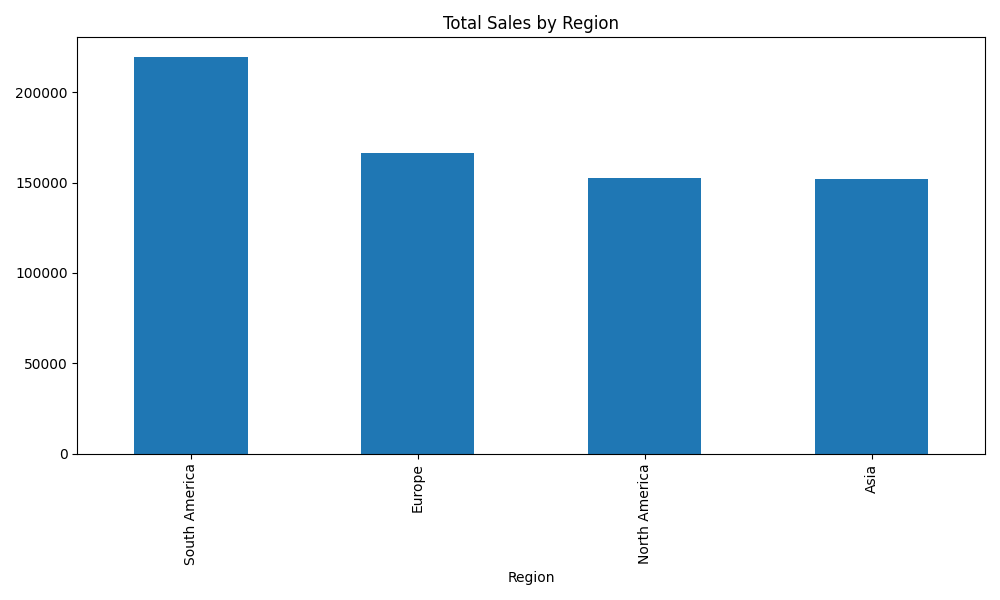 Total Sales by Region
200000
150000
100000
50000
0
South America
Europe
North America
Asia
Region